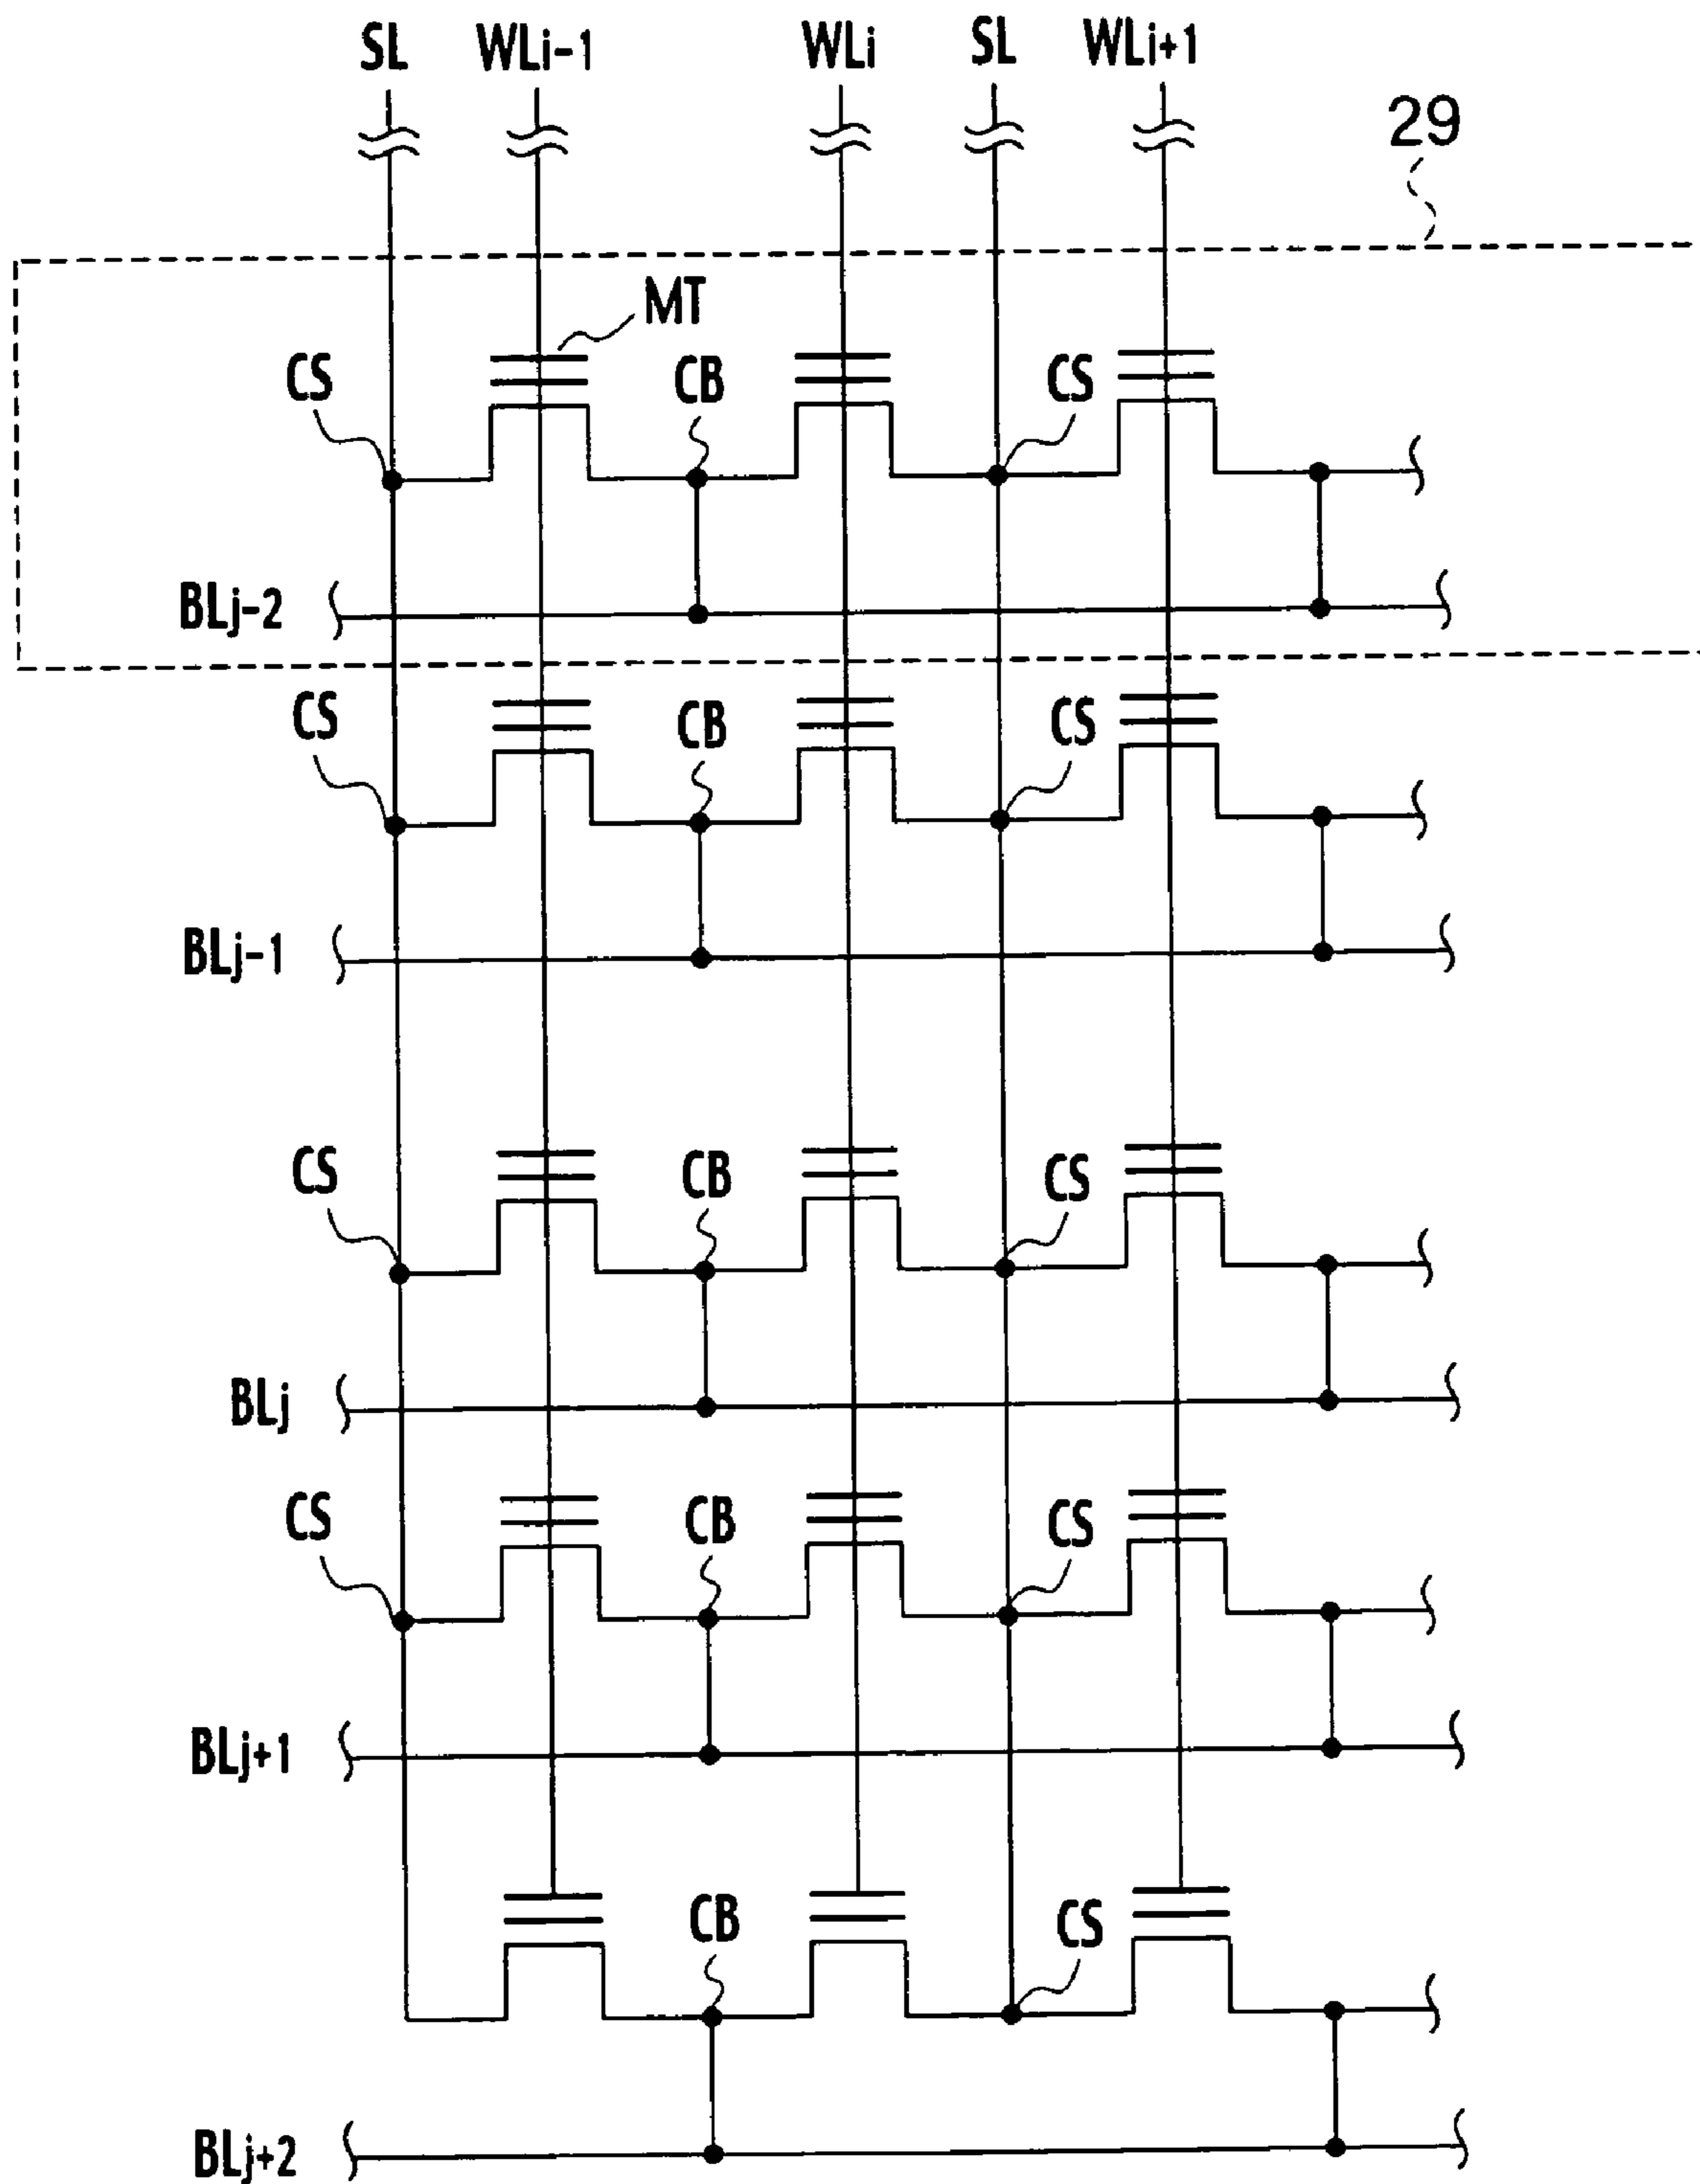 SL WLi-1 WLi SL WLi+1
29
MT
CS CB CS
BLj-2
CS CB CS
BLj-1
CS CB CS
BLj
CS CB CS
BLj+1
CB CS
BLj+2